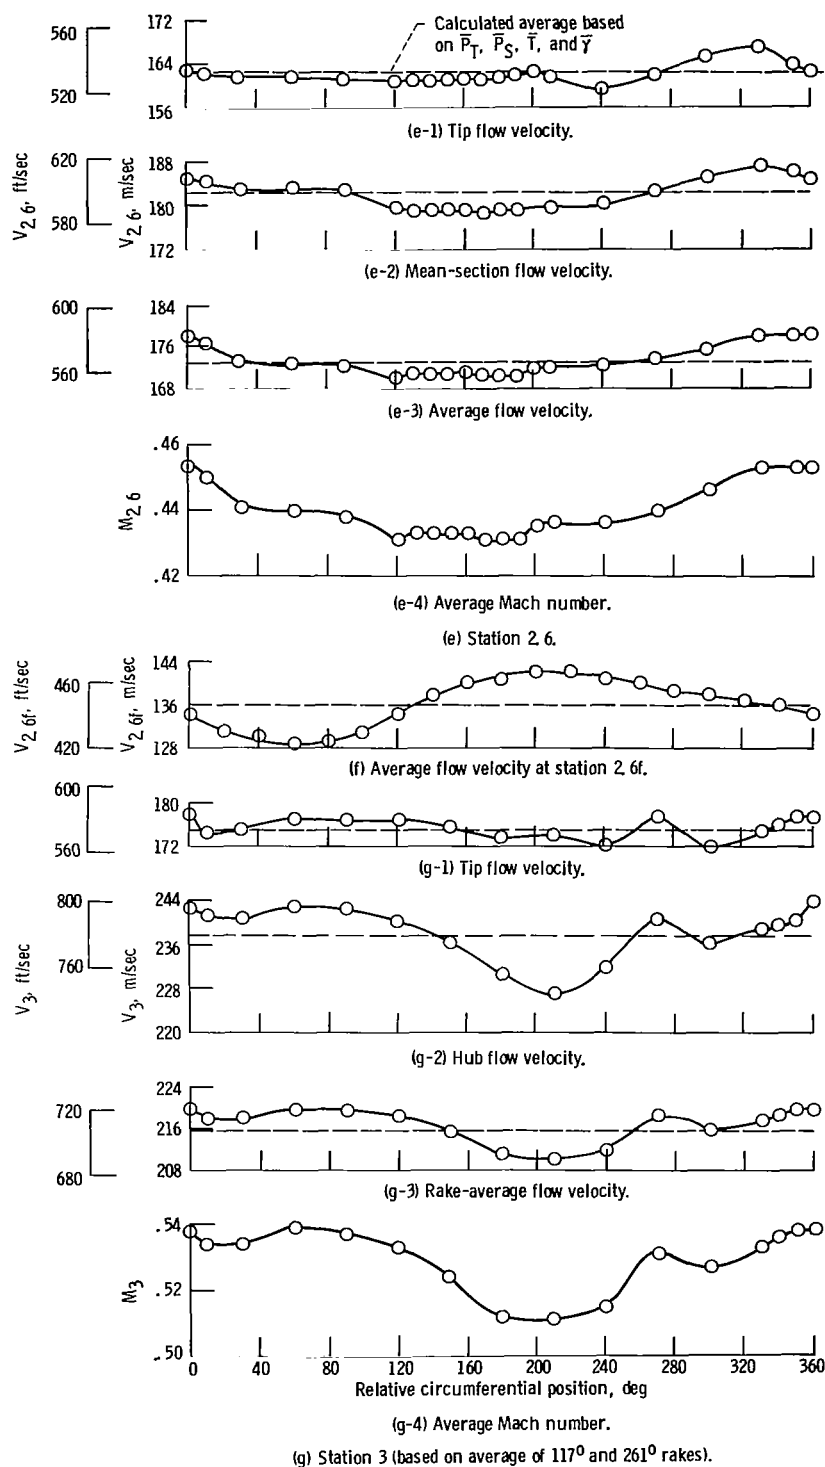 560
520
172
164
156
Calculated average based
on P̅T, P̅S, T̅, and γ̅
(e-1) Tip flow velocity.
V2.6, ft/sec
620
580
V2.6, m/sec
188
180
172
(e-2) Mean-section flow velocity.
600
560
184
176
168
(e-3) Average flow velocity.
M2.6
.46
.44
.42
(e-4) Average Mach number.
(e) Station 2.6.
V2.6f, ft/sec
460
420
V2.6f, m/sec
144
136
128
(f) Average flow velocity at station 2.6f.
600
560
180
172
(g-1) Tip flow velocity.
V3, ft/sec
800
760
V3, m/sec
244
236
228
220
(g-2) Hub flow velocity.
720
680
224
216
208
(g-3) Rake-average flow velocity.
M3
.54
.52
.50
0 40 80 120 160 200 240 280 320 360
Relative circumferential position, deg
(g-4) Average Mach number.
(g) Station 3 (based on average of 117⁰ and 261⁰ rakes).